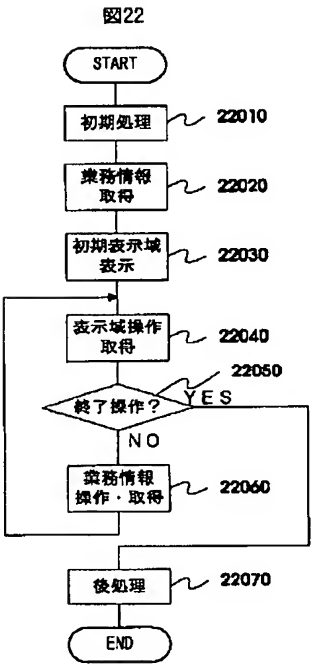 図22
START
初期処理
22010
業務情報
取得
22020
初期表示域
表示
22030
表示域操作
取得
22040
22050
終了操作?
YES
NO
業務情報
操作・取得
22060
後処理
22070
END